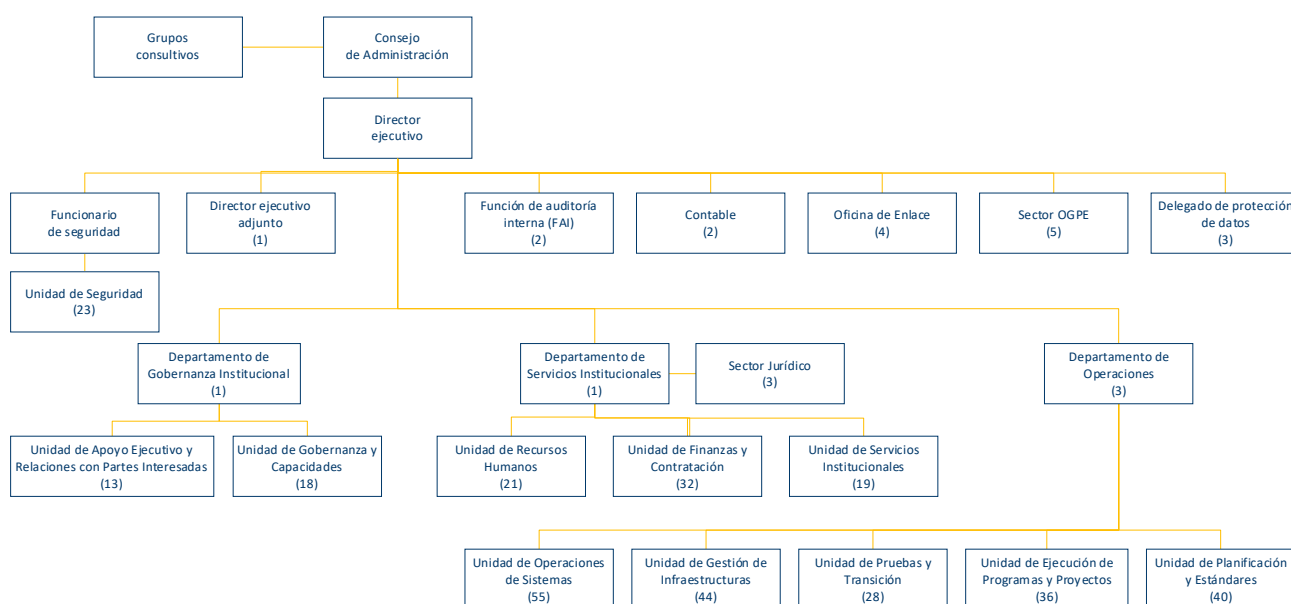 Grupos
consultivos
Consejo
de Administración
Director
ejecutivo
Funcionario
de seguridad
Director ejecutivo
adjunto
(1)
Función de auditoría
interna (FAI)
(2)
Contable
(2)
Oficina de Enlace
(4)
Sector OGPE
(5)
Delegado de protección
de datos
(3)
Unidad de Seguridad
(23)
Departamento de
Gobernanza Institucional
(1)
Departamento de
Servicios Institucionales
(1)
Sector Jurídico
(3)
Departamento de
Operaciones
(3)
Unidad de Apoyo Ejecutivo y
Relaciones con Partes Interesadas
(13)
Unidad de Gobernanza y
Capacidades
(18)
Unidad de Recursos
Humanos
(21)
Unidad de Finanzas y
Contratación
(32)
Unidad de Servicios
Institucionales
(19)
Unidad de Operaciones
de Sistemas
(55)
Unidad de Gestión de
Infraestructuras
(44)
Unidad de Pruebas y
Transición
(28)
Unidad de Ejecución de
Programas y Proyectos
(36)
Unidad de Planificación
y Estándares
(40)